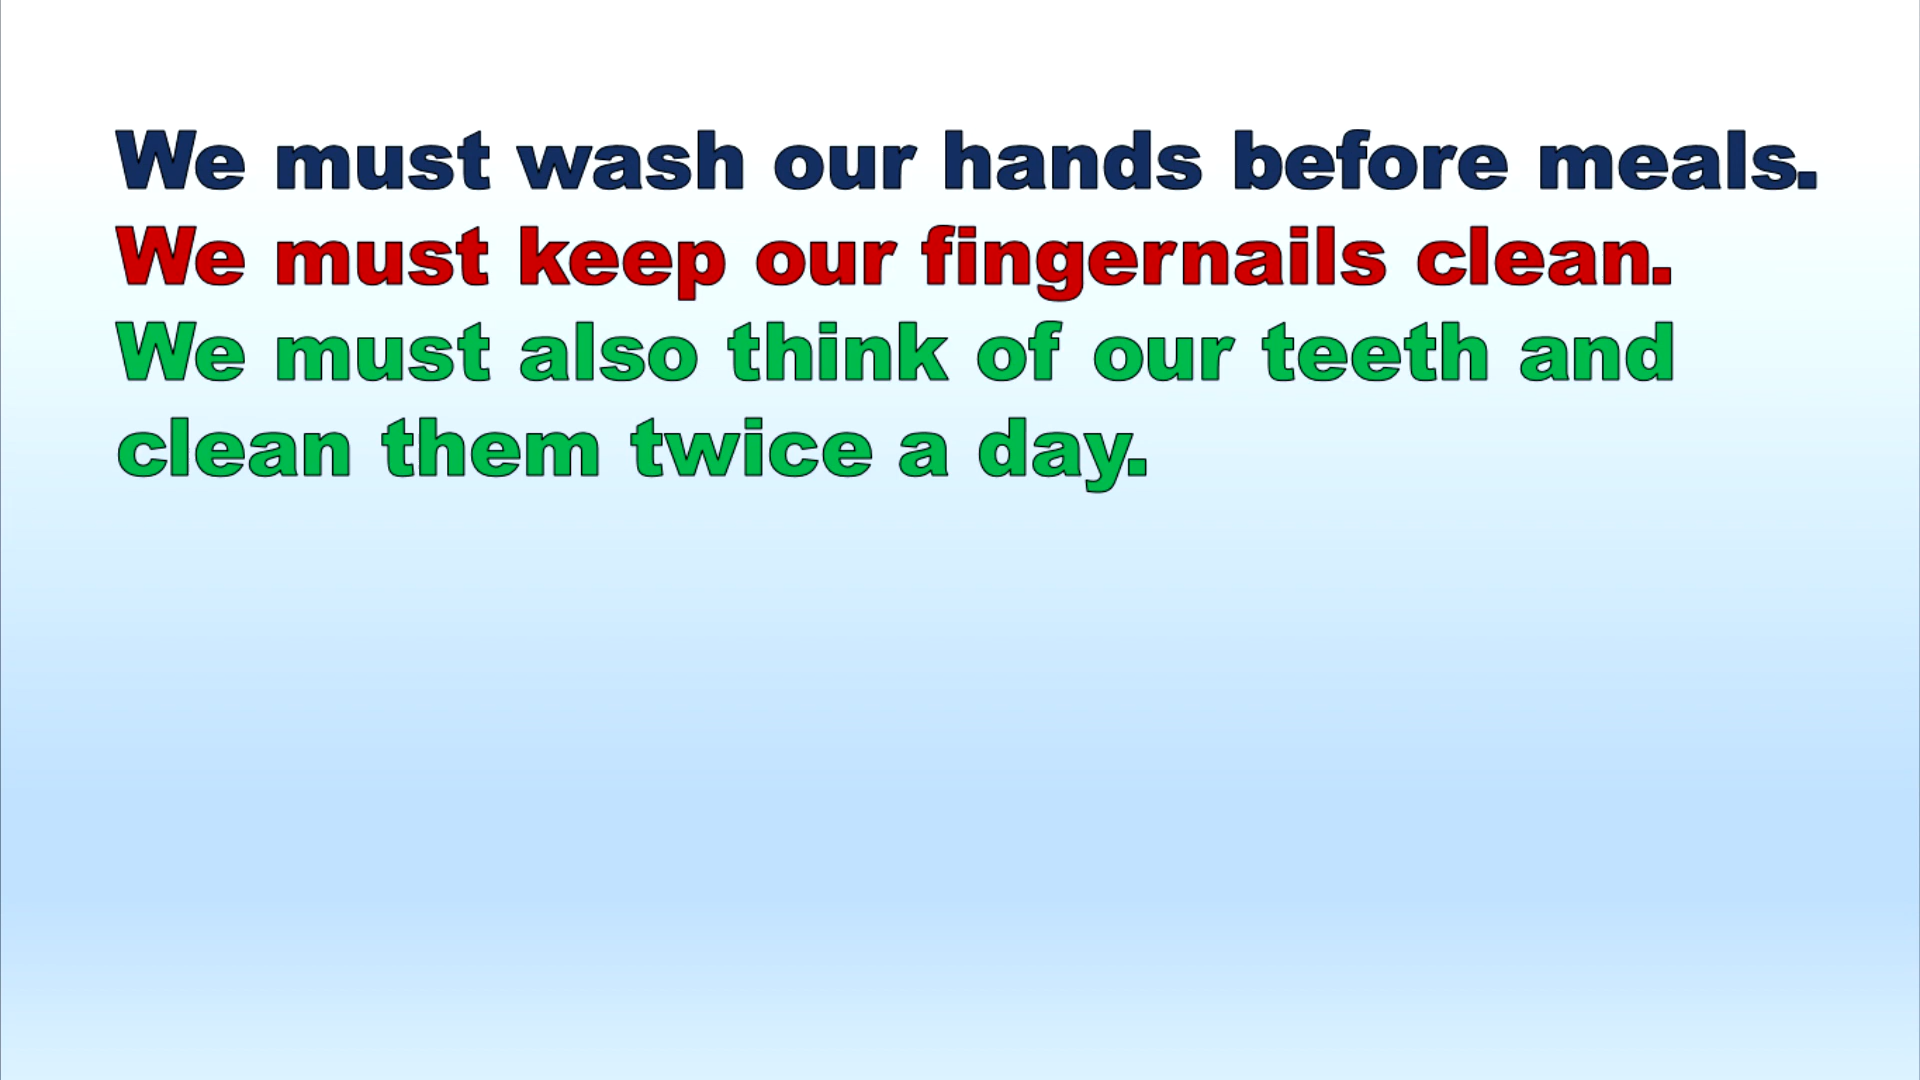 We must wash our hands before meals.
We must keep our fingernails clean.
We must also think of our teeth and
clean them twice a day.